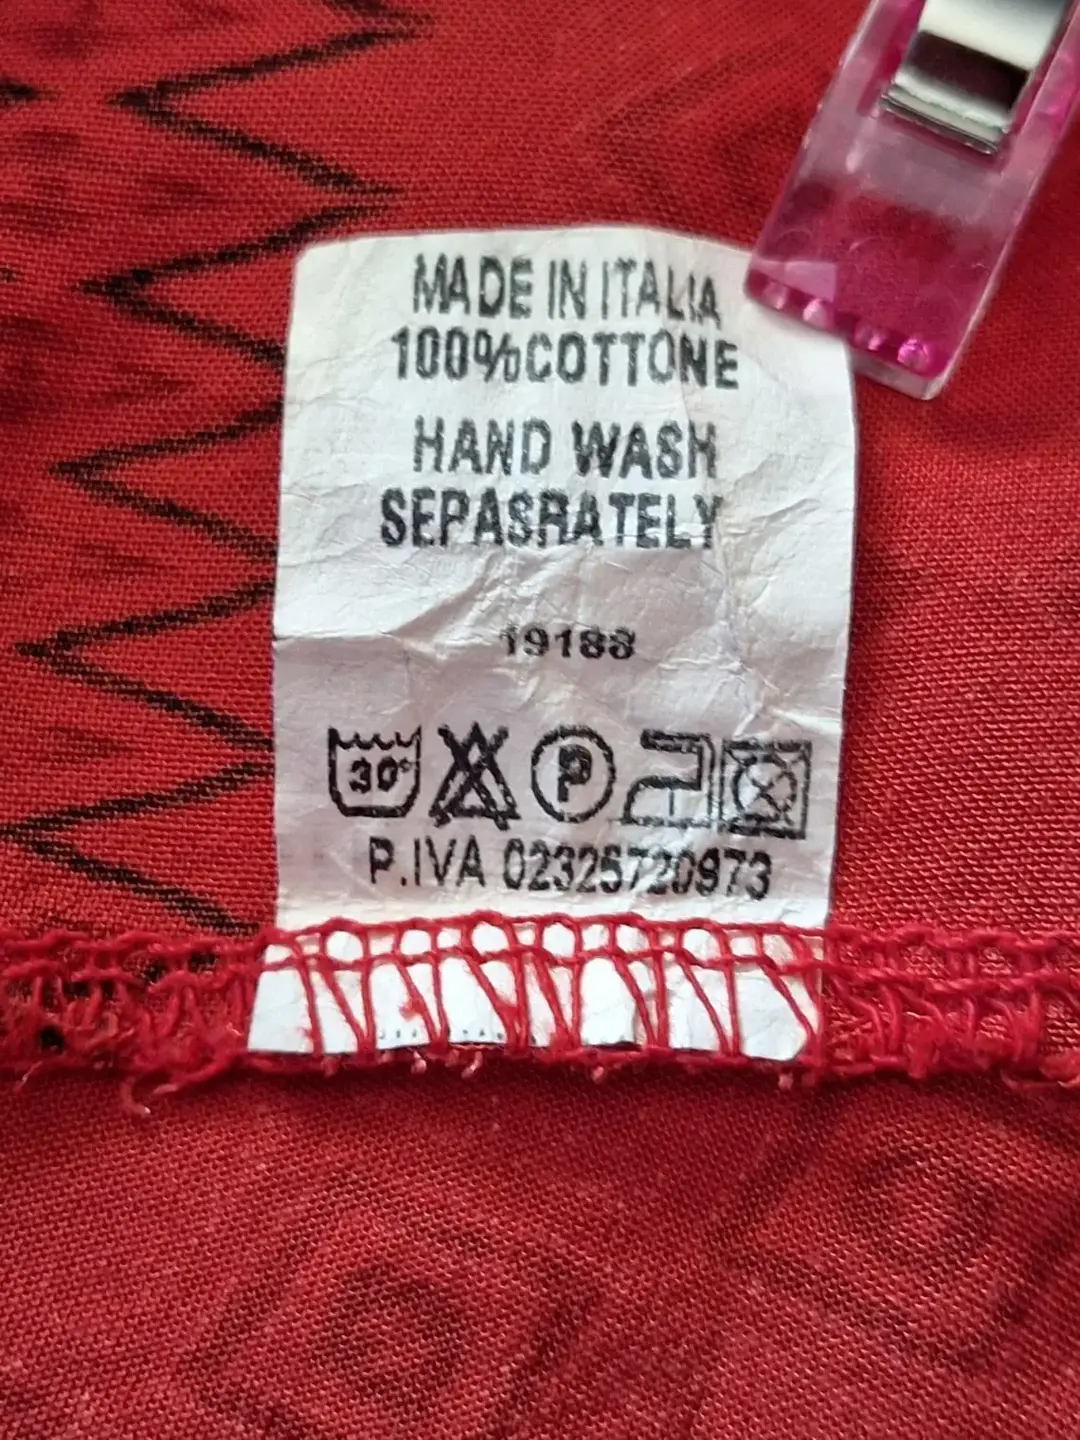 MADE IN ITALIA
100%COTTONE
HAND WASH
SEPASRATELY
19188
30° P
P.IVA 02325720973